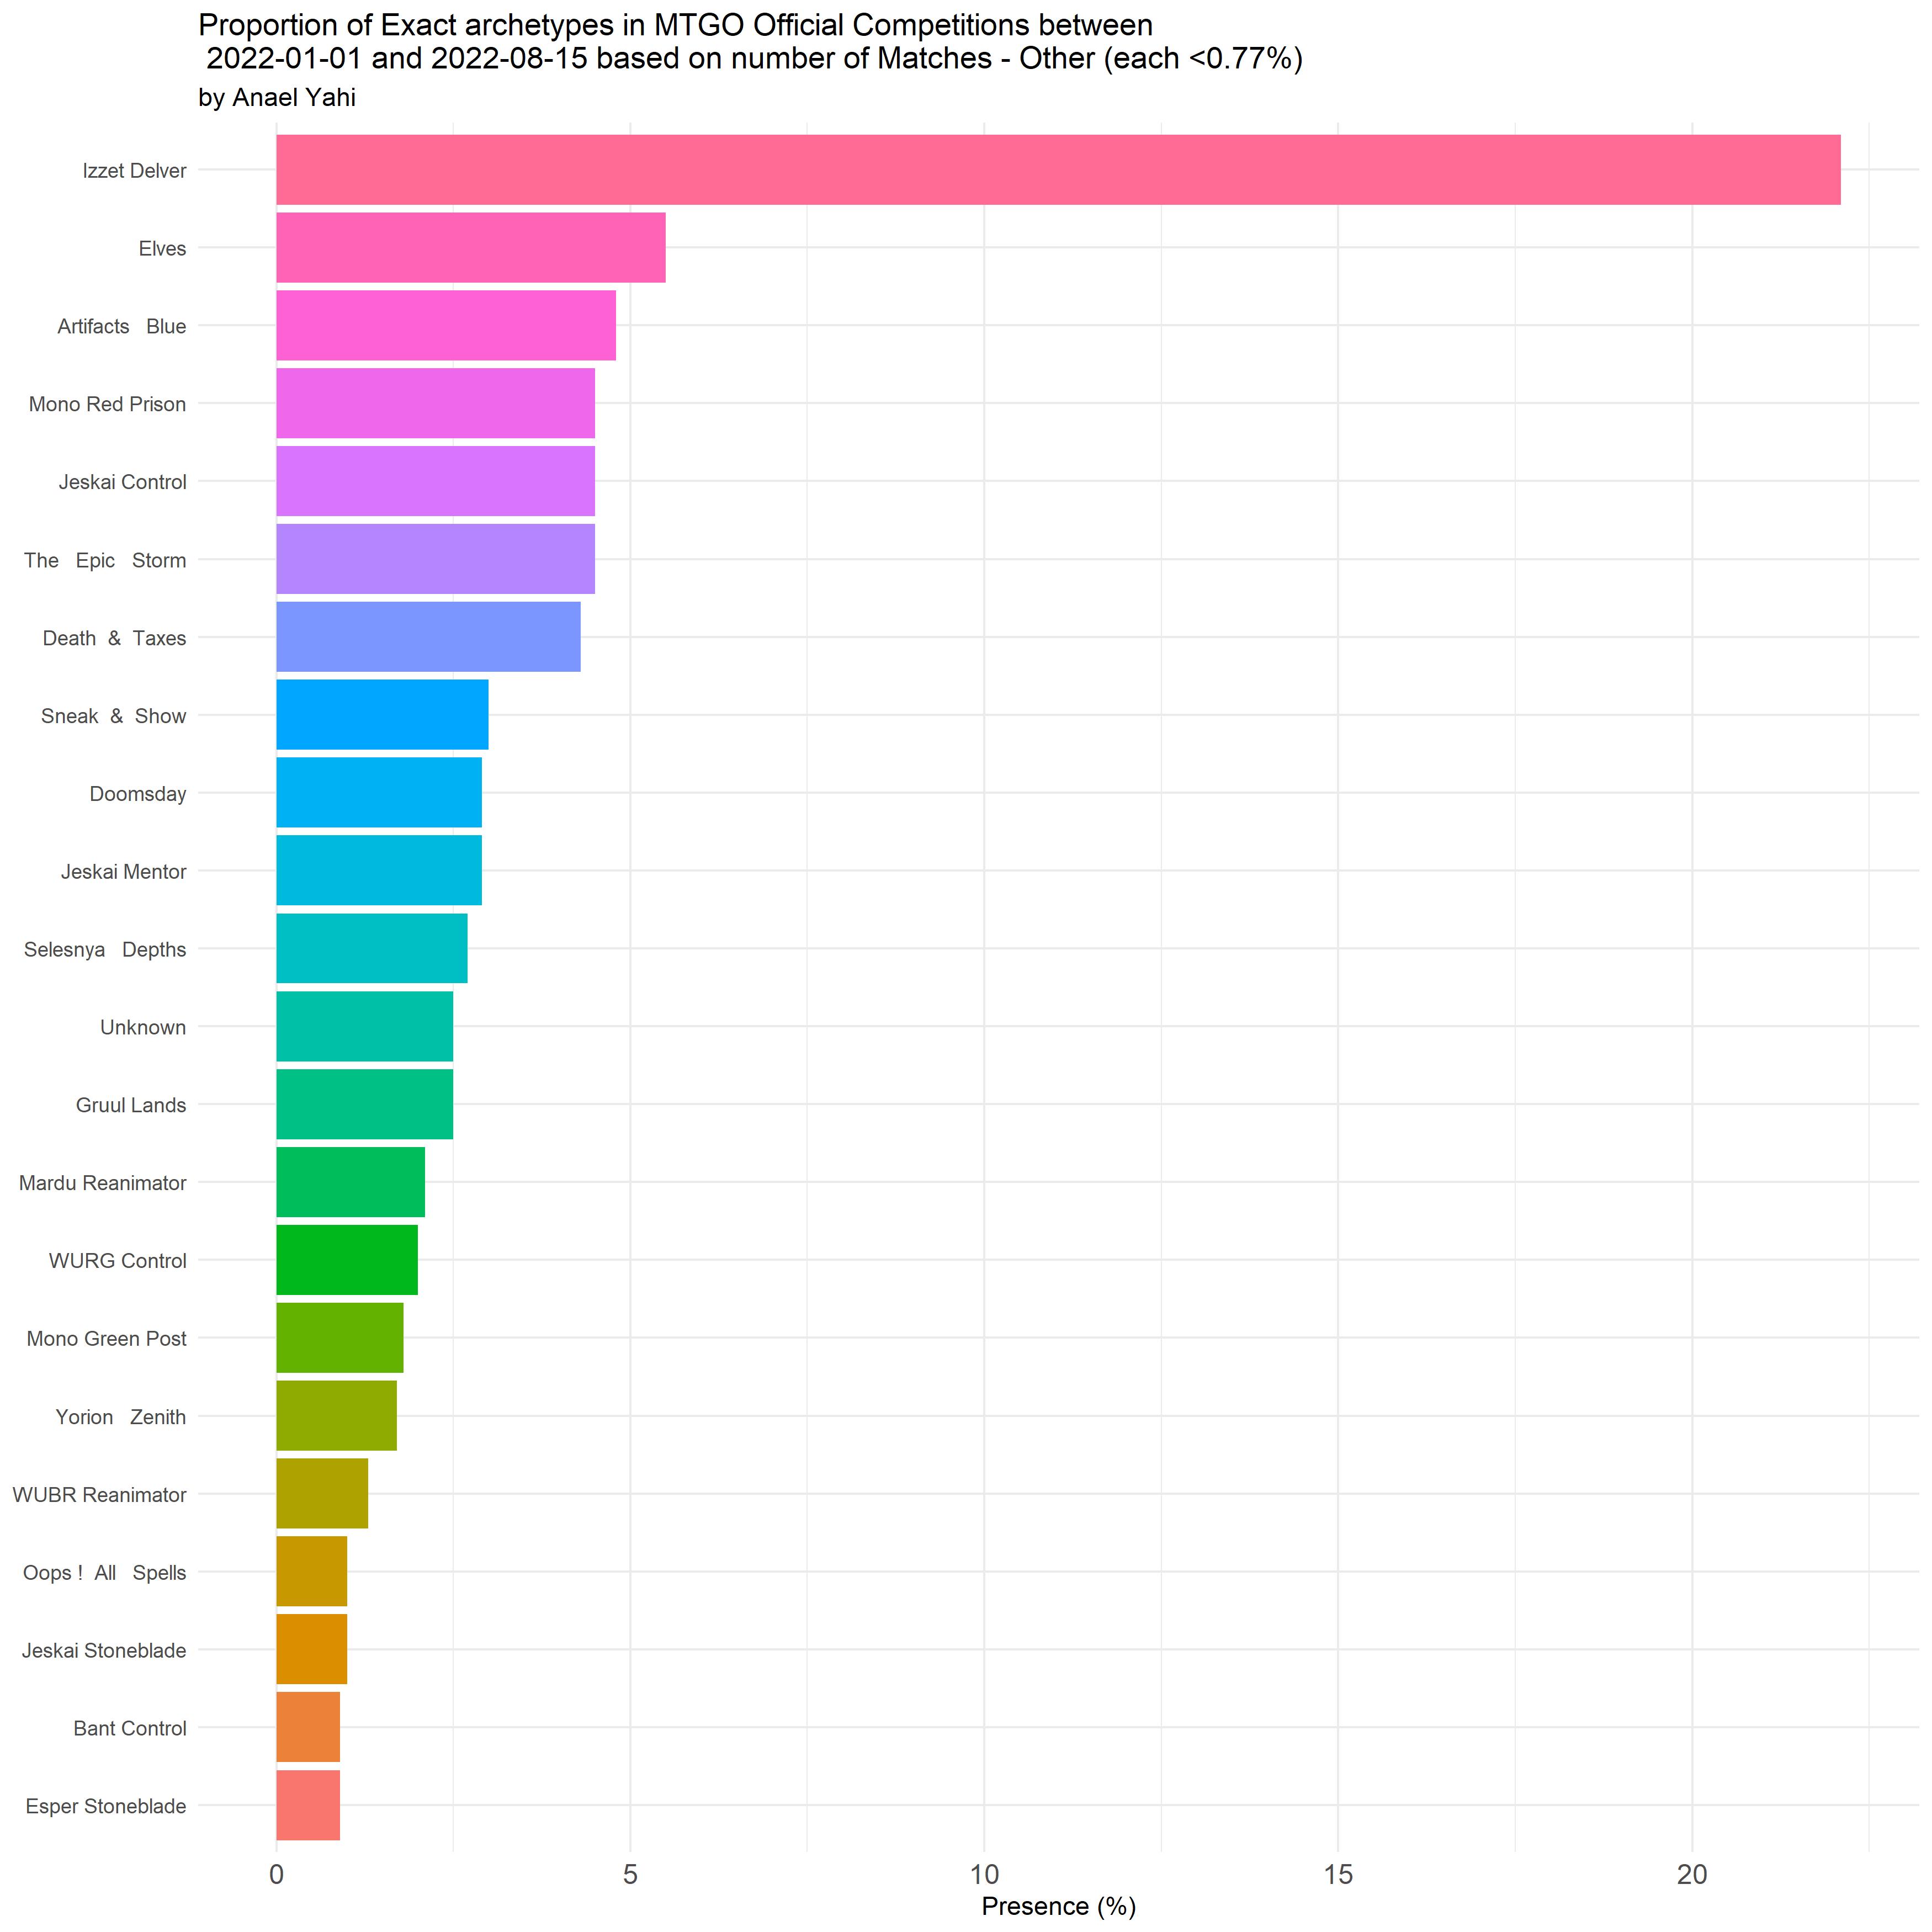 Proportion of Exact archetypes in MTGO Official Competitions between
2022-01-01 and 2022-08-15 based on number of Matches - Other (each <0.77%)
by Anael Yahi
Izzet Delver
Elves
Artifacts Blue
Mono Red Prison
Jeskai Control
The Epic Storm
Death & Taxes
Sneak & Show
Doomsday
Jeskai Mentor
Selesnya Depths
Unknown
Gruul Lands
Mardu Reanimator
WURG Control
Mono Green Post
Yorion Zenith
WUBR Reanimator
Oops ! All Spells
Jeskai Stoneblade
Bant Control
Esper Stoneblade
0 5 10 15 20
Presence (%)